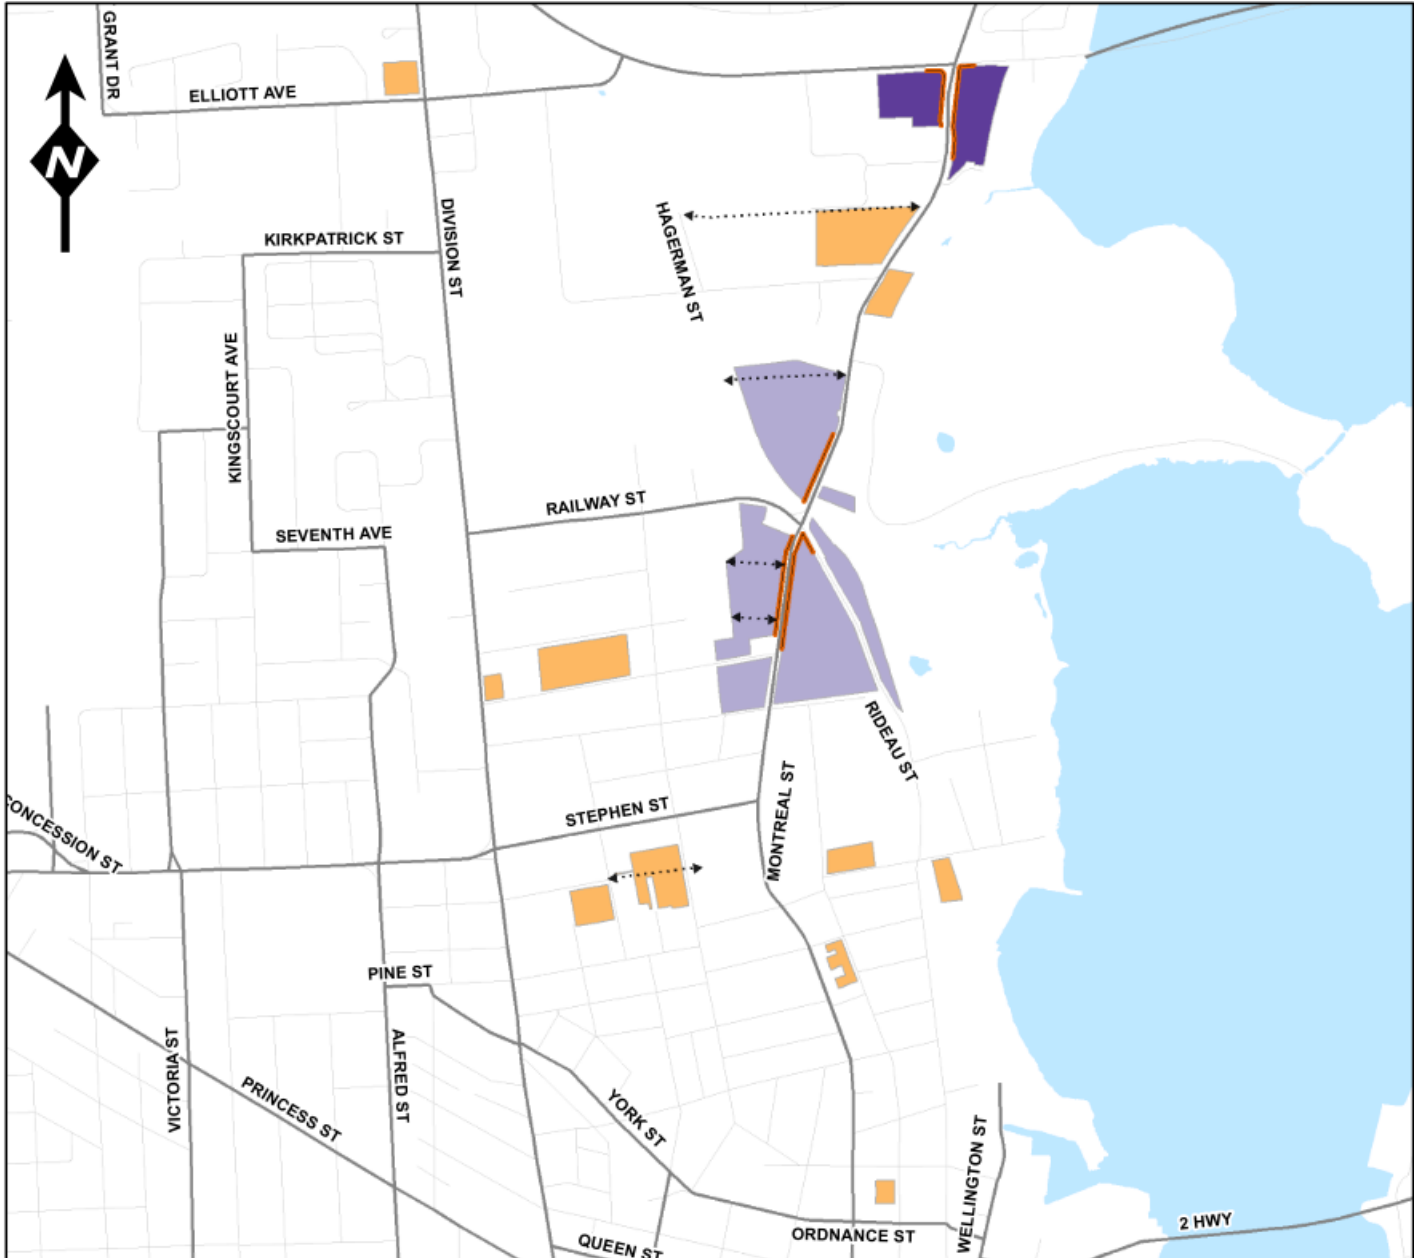 GRANT DR
ELLIOTT AVE
N
DIVISION ST
HAGERMAN ST
KIRKPATRICK ST
KINGSCOURT AVE
RAILWAY ST
SEVENTH AVE
RIDEAU ST
MONTREAL ST
STEPHEN ST
CONCESSION ST
PINE ST
ALFRED ST
VICTORIA ST
PRINCESS ST
YORK ST
WELLINGTON ST
2 HWY
ORDNANCE ST
QUEEN ST